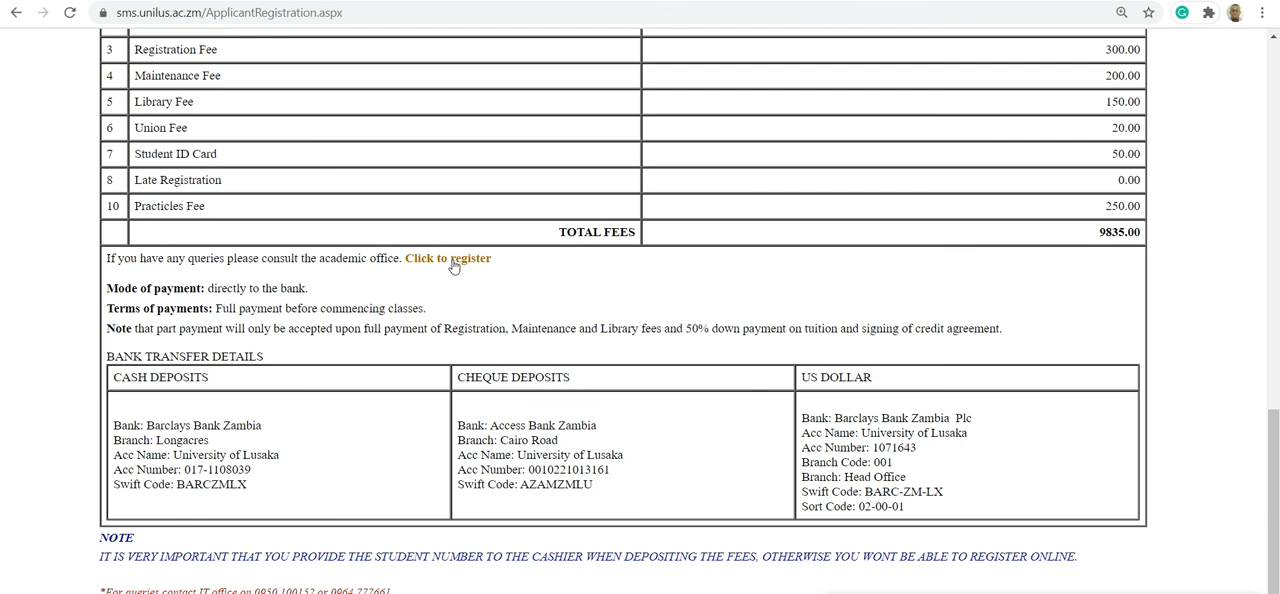 sms.unilus.ac.zm/ApplicantRegistration.aspx
3 Registration Fee 300.00
4 Maintenance Fee 200.00
5 Library Fee 150.00
6 Union Fee 20.00
7 Student ID Card 50.00
8 Late Registration 0.00
10 Practicles Fee 250.00
TOTAL FEES 9835.00
If you have any queries please consult the academic office. Click to register
Mode of payment: directly to the bank.
Terms of payments: Full payment before commencing classes.
Note that part payment will only be accepted upon full payment of Registration, Maintenance and Library fees and 50% down payment on tuition and signing of credit agreement.
BANK TRANSFER DETAILS
CASH DEPOSITS
Bank: Barclays Bank Zambia
Branch: Longacres
Acc Name: University of Lusaka
Acc Number: 017-1108039
Swift Code: BARCZMLX
CHEQUE DEPOSITS
Bank: Access Bank Zambia
Branch: Cairo Road
Acc Name: University of Lusaka
Acc Number: 0010221013161
Swift Code: AZAMZMLU
US DOLLAR
Bank: Barclays Bank Zambia Plc
Acc Name: University of Lusaka
Acc Number: 1071643
Branch Code: 001
Branch: Head Office
Swift Code: BARC-ZM-LX
Sort Code: 02-00-01
NOTE
IT IS VERY IMPORTANT THAT YOU PROVIDE THE STUDENT NUMBER TO THE CASHIER WHEN DEPOSITING THE FEES, OTHERWISE YOU WONT BE ABLE TO REGISTER ONLINE.
*For queries contact IT office on 0950 100152 or 0964 777661